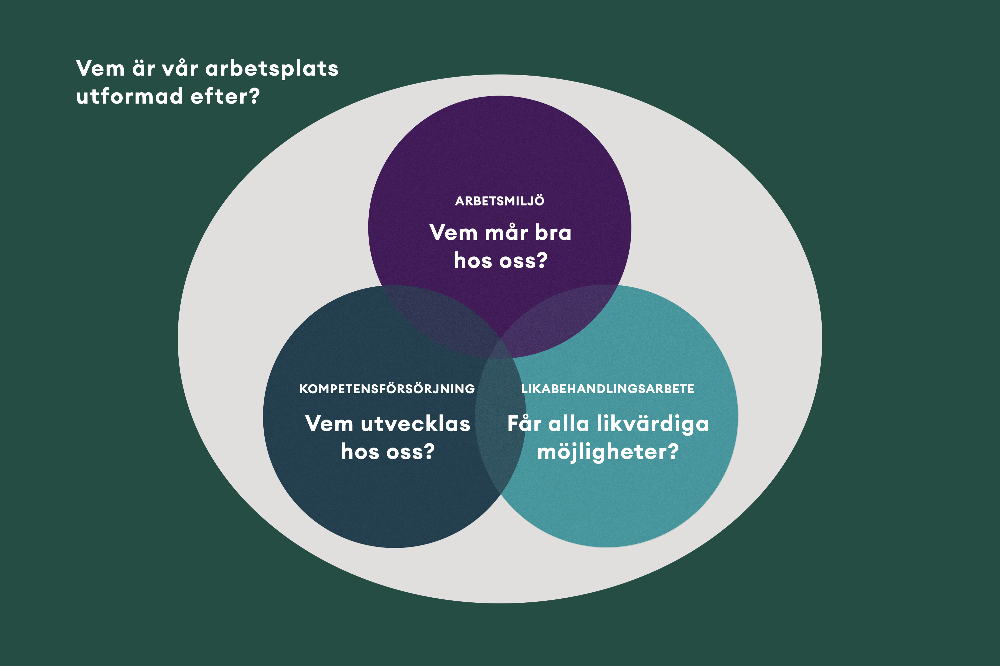 Vem är vår arbetsplats
utformad efter?
ARBETSMILJÖ
Vem mår bra
hos oss?
KOMPETENSFÖRSÖRJNING
Vem utvecklas
hos oss?
LIKABEHANDLINGSARBETE
Får alla likvärdiga
möjligheter?